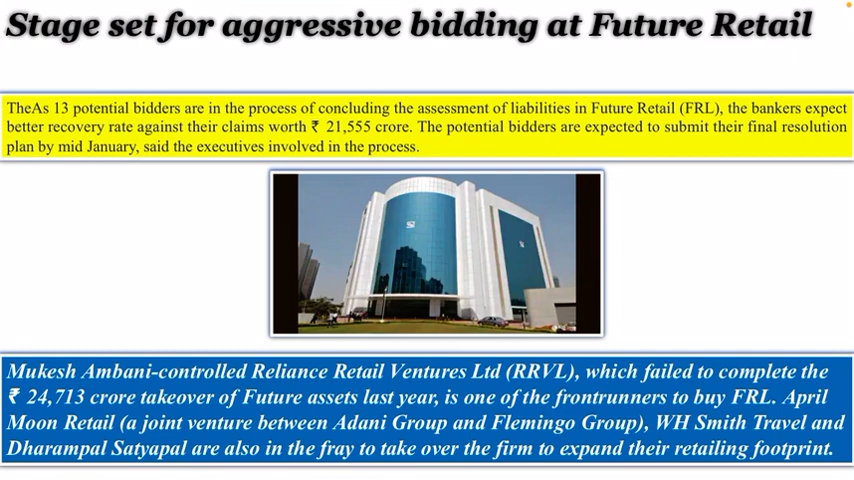 Stage set for aggressive bidding at Future Retail
TheAs 13 potential bidders are in the process of concluding the assessment of liabilities in Future Retail (FRL), the bankers expect
better recovery rate against their claims worth ₹ 21,555 crore. The potential bidders are expected to submit their final resolution
plan by mid January, said the executives involved in the process.
Mukesh Ambani-controlled Reliance Retail Ventures Ltd (RRVL), which failed to complete the
₹ 24,713 crore takeover of Future assets last year, is one of the frontrunners to buy FRL. April
Moon Retail (a joint venture between Adani Group and Flemingo Group), WH Smith Travel and
Dharampal Satyapal are also in the fray to take over the firm to expand their retailing footprint.